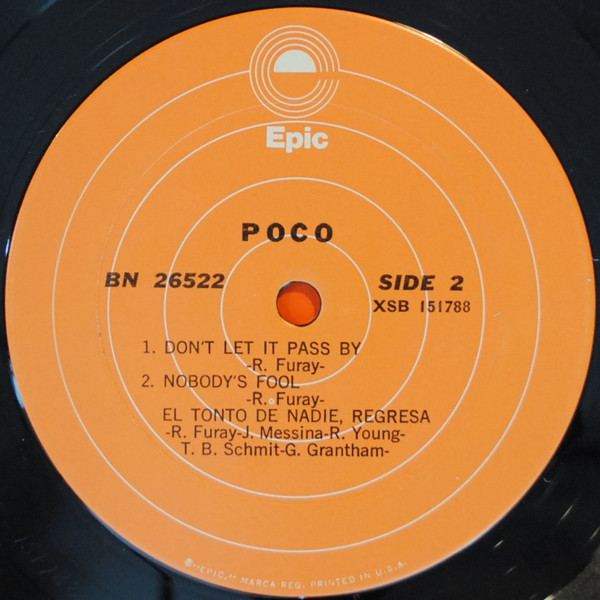 Epic
POCO
BN 26522
SIDE 2
XSB 151788
1. DON'T LET IT PASS BY
-R. Furay-
2. NOBODY'S FOOL
-R. Furay-
EL TONTO DE NADIE, REGRESA
-R. Furay-J. Messina-R. Young-
T. B. Schmit-G. Grantham-
®"EPIC," MARCA REG. PRINTED IN U.S.A.